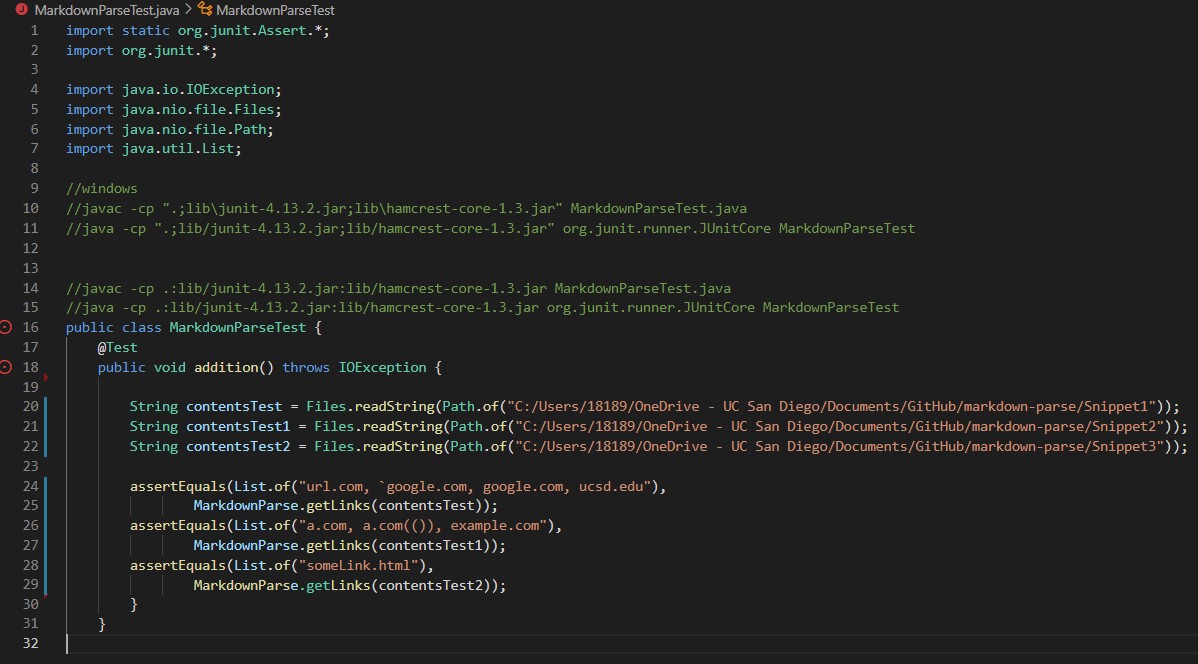 MarkdownParseTest.java > MarkdownParseTest
1 import static org.junit.Assert.*;
2 import org.junit.*;
3
4 import java.io.IOException;
5 import java.nio.file.Files;
6 import java.nio.file.Path;
7 import java.util.List;
8
9 //windows
10 //javac -cp ".;lib\junit-4.13.2.jar;lib\hamcrest-core-1.3.jar" MarkdownParseTest.java
11 //java -cp ".;lib/junit-4.13.2.jar;lib/hamcrest-core-1.3.jar" org.junit.runner.JUnitCore MarkdownParseTest
12
13
14 //javac -cp .:lib/junit-4.13.2.jar:lib/hamcrest-core-1.3.jar MarkdownParseTest.java
15 //java -cp .:lib/junit-4.13.2.jar:lib/hamcrest-core-1.3.jar org.junit.runner.JUnitCore MarkdownParseTest
16 public class MarkdownParseTest {
17     @Test
18     public void addition() throws IOException {
19
20         String contentsTest = Files.readString(Path.of("C:/Users/18189/OneDrive - UC San Diego/Documents/GitHub/markdown-parse/Snippet1"));
21         String contentsTest1 = Files.readString(Path.of("C:/Users/18189/OneDrive - UC San Diego/Documents/GitHub/markdown-parse/Snippet2"));
22         String contentsTest2 = Files.readString(Path.of("C:/Users/18189/OneDrive - UC San Diego/Documents/GitHub/markdown-parse/Snippet3"));
23
24         assertEquals(List.of("url.com, `google.com, google.com, ucsd.edu"),
25                 MarkdownParse.getLinks(contentsTest));
26         assertEquals(List.of("a.com, a.com(()), example.com"),
27                 MarkdownParse.getLinks(contentsTest1));
28         assertEquals(List.of("someLink.html"),
29                 MarkdownParse.getLinks(contentsTest2));
30         }
31     }
32